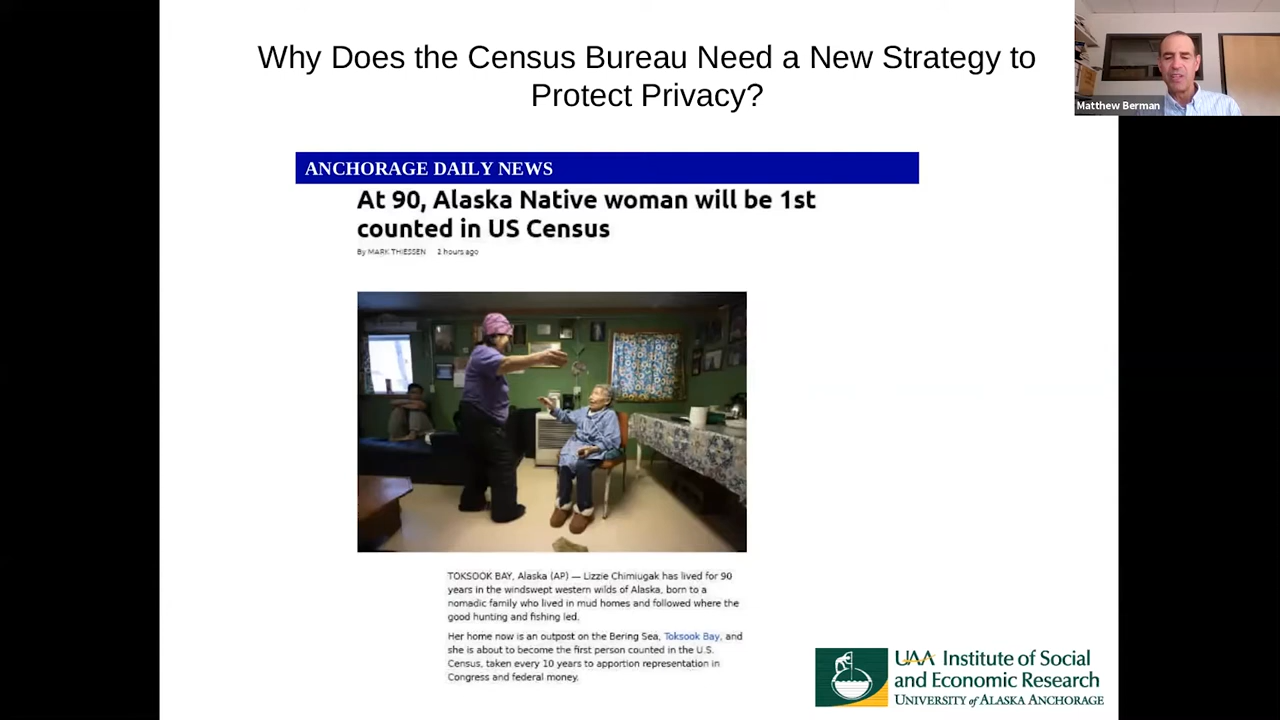 Why Does the Census Bureau Need a New Strategy to
Protect Privacy?
Matthew Berman
ANCHORAGE DAILY NEWS
At 90, Alaska Native woman will be 1st
counted in US Census
By MARK THIESSEN 2 hours ago
TOKSOOK BAY, Alaska (AP) — Lizzie Chimiugak has lived for 90
years in the windswept western wilds of Alaska, born to a
nomadic family who lived in mud homes and followed where the
good hunting and fishing led.
Her home now is an outpost on the Bering Sea, Toksook Bay, and
she is about to become the first person counted in the U.S.
Census, taken every 10 years to apportion representation in
Congress and federal money.
UAA Institute of Social
and Economic Research
UNIVERSITY of ALASKA ANCHORAGE